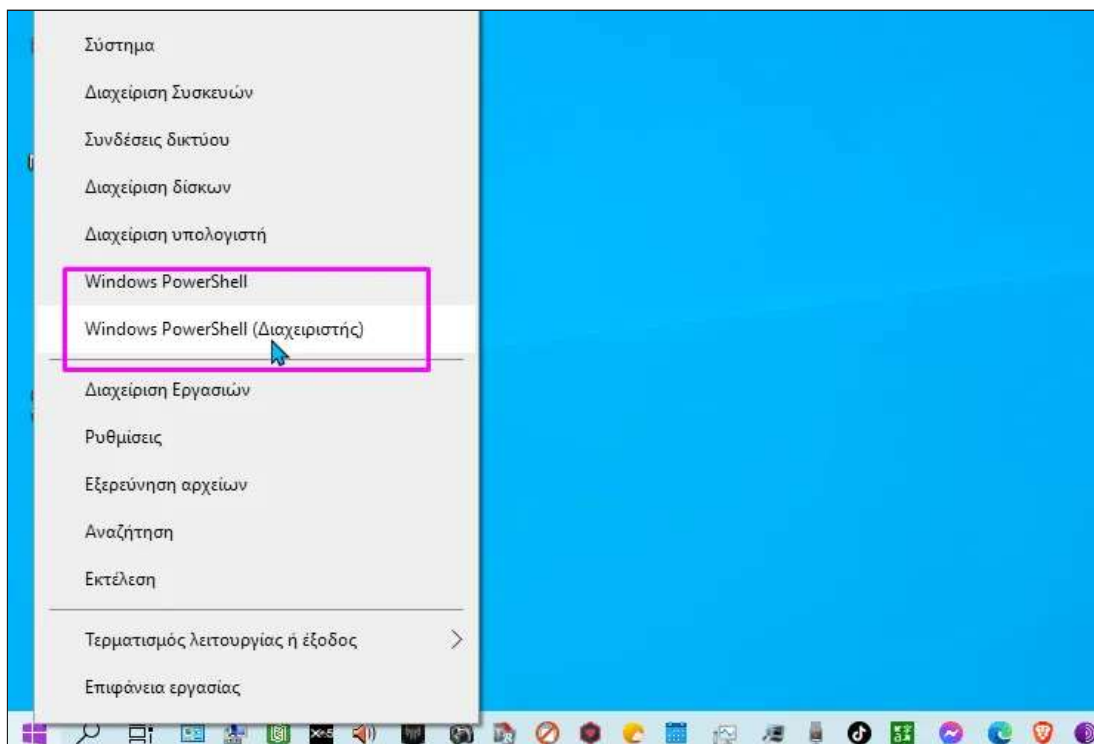 Σύστημα
Διαχείριση Συσκευών
Συνδέσεις δικτύου
Διαχείριση δίσκων
Διαχείριση υπολογιστή
Windows PowerShell
Windows PowerShell (Διαχειριστής)
Διαχείριση Εργασιών
Ρυθμίσεις
Εξερεύνηση αρχείων
Αναζήτηση
Εκτέλεση
Τερματισμός λειτουργίας ή έξοδος
Επιφάνεια εργασίας